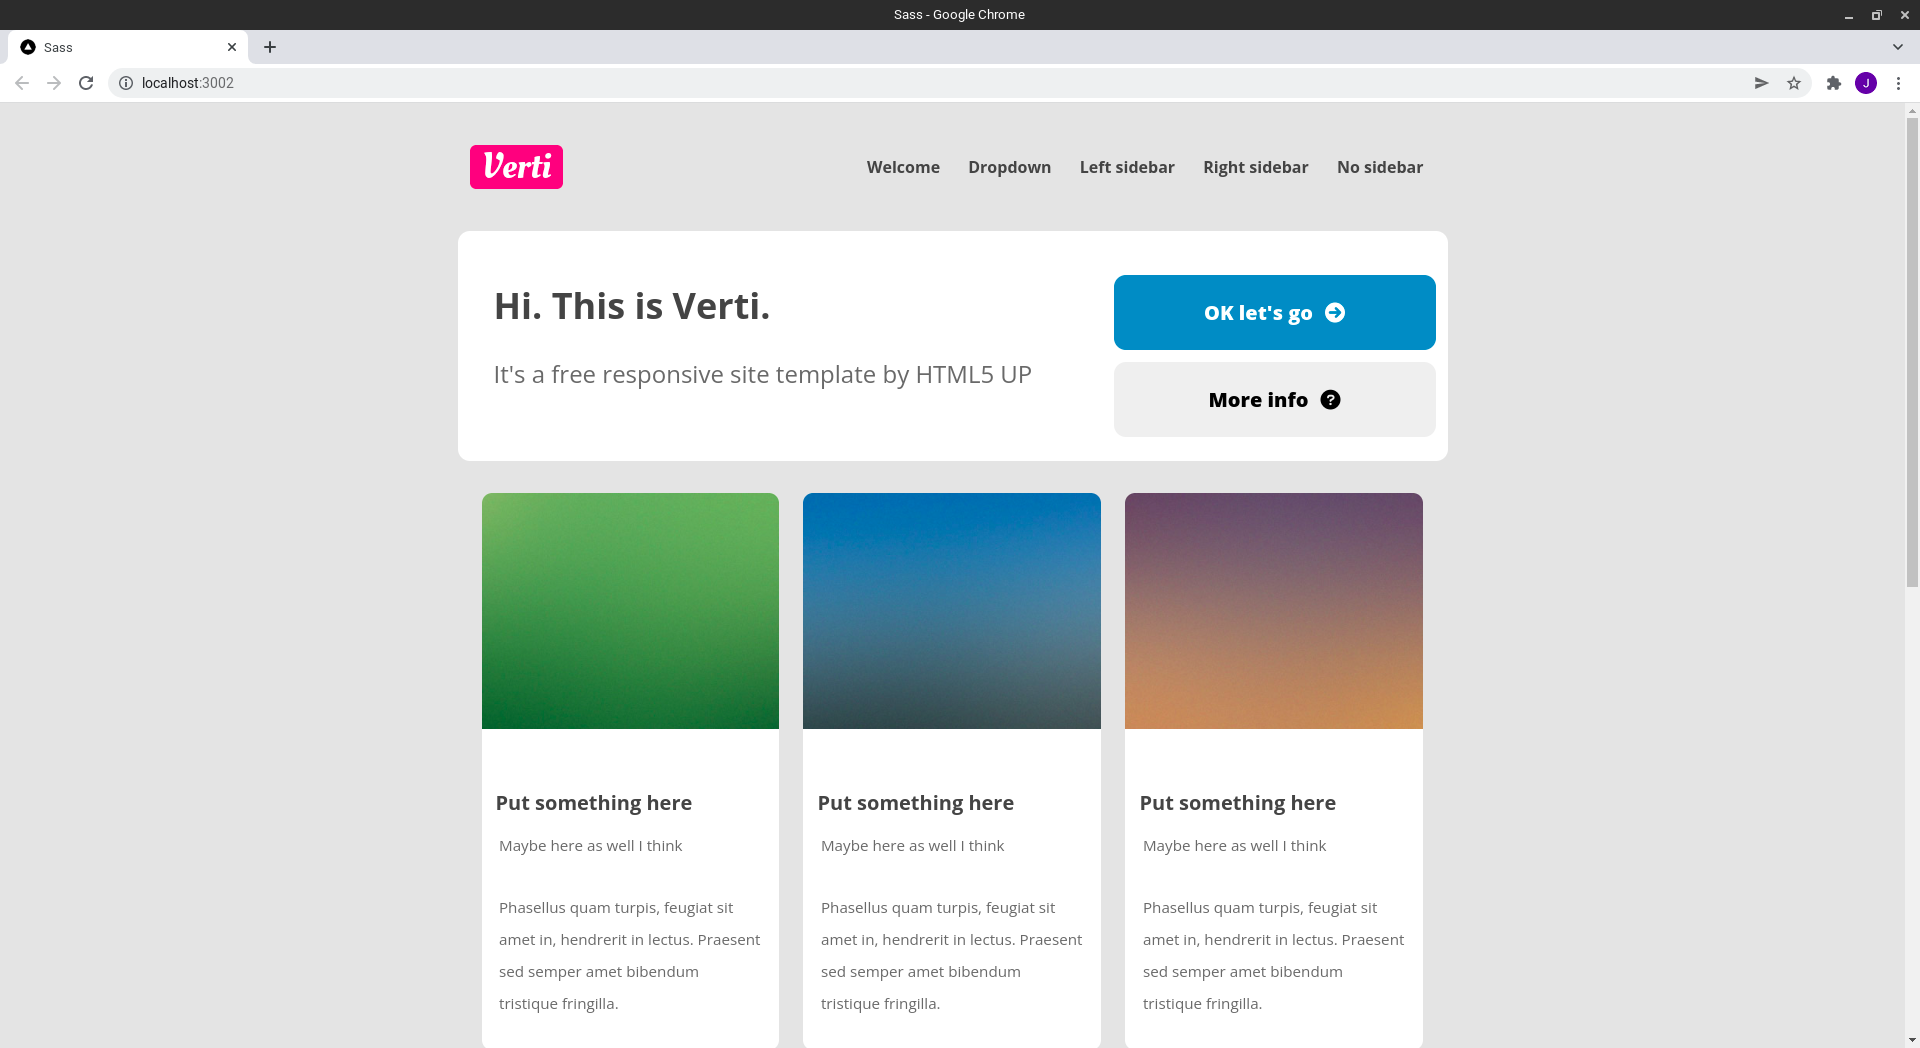 Sass - Google Chrome
Sass
localhost:3002
J
Verti
Welcome Dropdown Left sidebar Right sidebar No sidebar
Hi. This is Verti.
It's a free responsive site template by HTML5 UP
OK let's go
More info ?
Put something here
Maybe here as well I think
Phasellus quam turpis, feugiat sit
amet in, hendrerit in lectus. Praesent
sed semper amet bibendum
tristique fringilla.
Put something here
Maybe here as well I think
Phasellus quam turpis, feugiat sit
amet in, hendrerit in lectus. Praesent
sed semper amet bibendum
tristique fringilla.
Put something here
Maybe here as well I think
Phasellus quam turpis, feugiat sit
amet in, hendrerit in lectus. Praesent
sed semper amet bibendum
tristique fringilla.